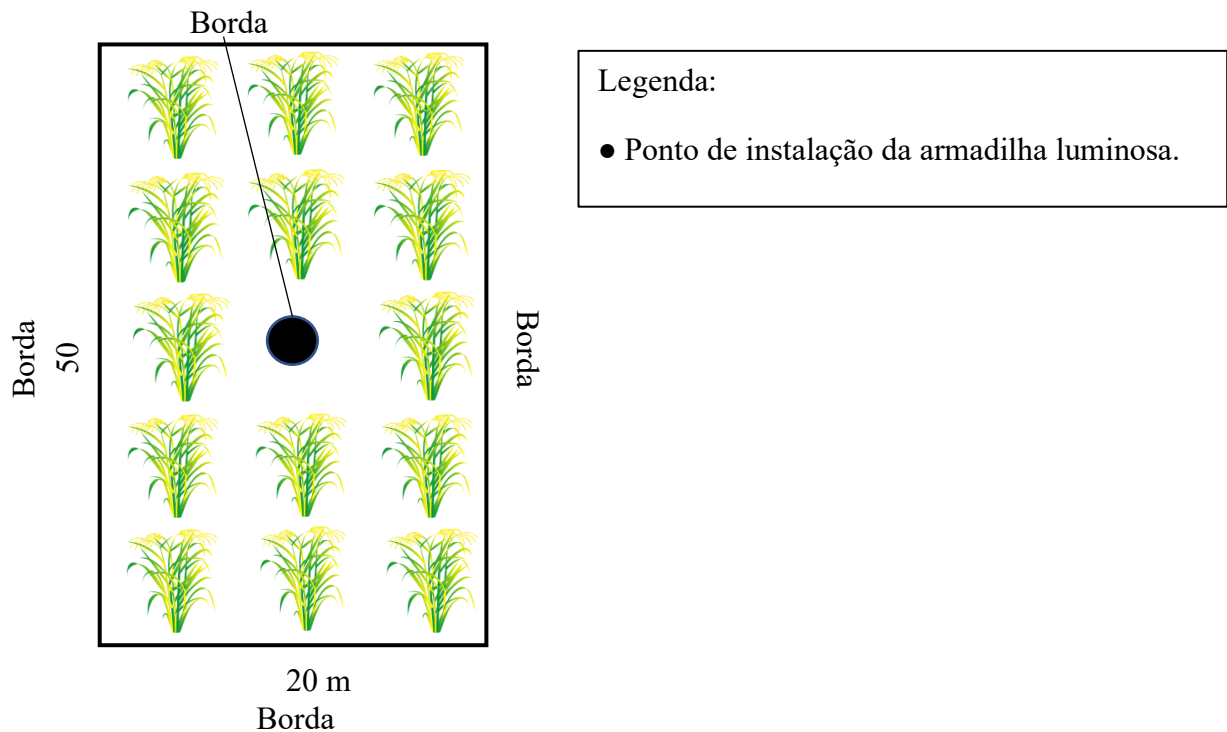 Borda
Legenda:
● Ponto de instalação da armadilha luminosa.
Borda
50
Borda
20 m
Borda